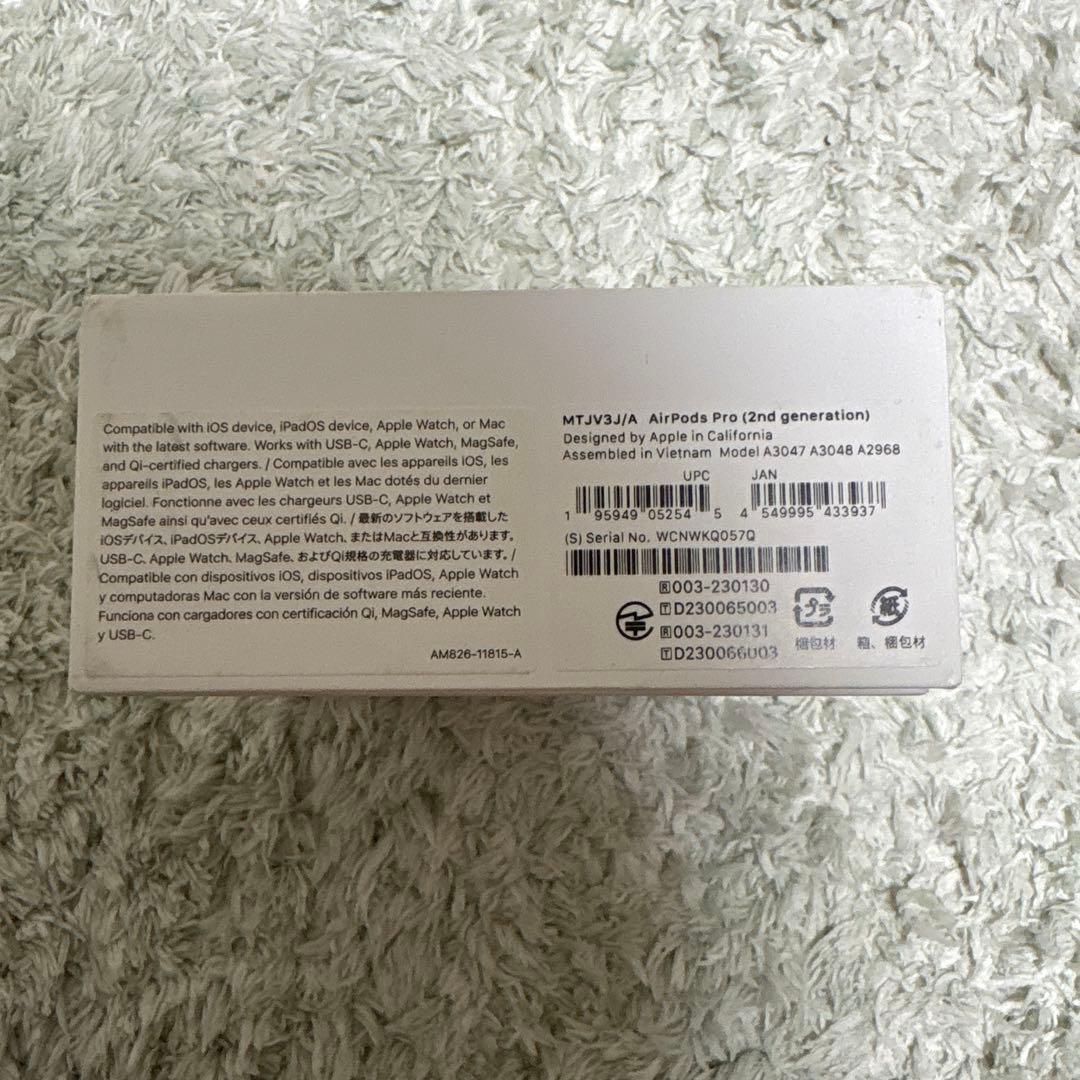 Compatible with iOS device, iPadOS device, Apple Watch, or Mac
with the latest software. Works with USB-C, Apple Watch, MagSafe,
and Qi-certified chargers. / Compatible avec les appareils iOS, les
appareils iPadOS, les Apple Watch et les Mac dotés du dernier
logiciel. Fonctionne avec les chargeurs USB-C, Apple Watch et
MagSafe ainsi qu'avec ceux certifiés Qi. / 最新のソフトウェアを搭載した
iOSデバイス、iPadOSデバイス、Apple Watch、またはMacと互換性があります。
USB-C、Apple Watch、MagSafe、およびQi規格の充電器に対応しています。/
Compatible con dispositivos iOS, dispositivos iPadOS, Apple Watch
y computadoras Mac con la versión de software más reciente.
Funciona con cargadores con certificación Qi, MagSafe, Apple Watch
y USB-C.
AM826-11815-A
MTJV3J/A AirPods Pro (2nd generation)
Designed by Apple in California
Assembled in Vietnam Model A3047 A3048 A2968
UPC JAN
1 95949 05254 5 4 549995 433937
(S) Serial No. WCNWKQ057Q
R 003-230130
T D230065003
R 003-231131
T D230066003
プラ 紙
梱包材 箱、梱包材